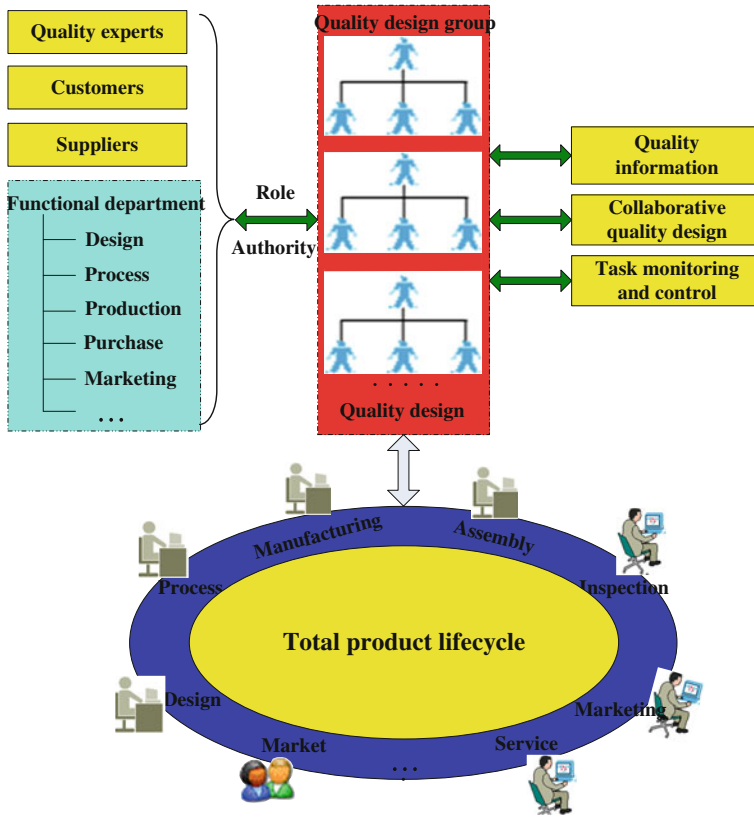 Quality experts
Customers
Suppliers
Functional department
Design
Process
Production
Purchase
Marketing
...
Role
Authority
Quality design group
. . . . .
Quality design
Quality
information
Collaborative
quality design
Task monitoring
and control
Manufacturing
Assembly
Process
Inspection
Total product lifecycle
Design
Marketing
Market
Service
...